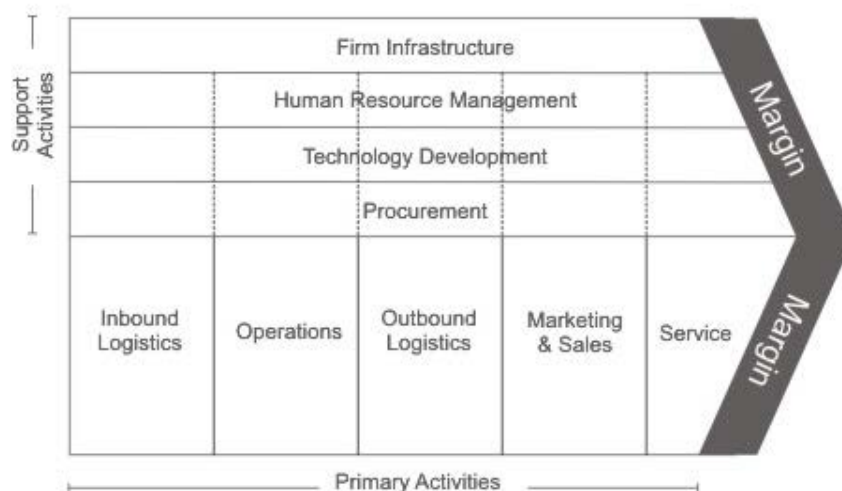 Support
Activities
Firm Infrastructure
Human Resource Management
Technology Development
Procurement
Inbound
Logistics
Operations
Outbound
Logistics
Marketing
& Sales
Service
Margin
Margin
Primary Activities